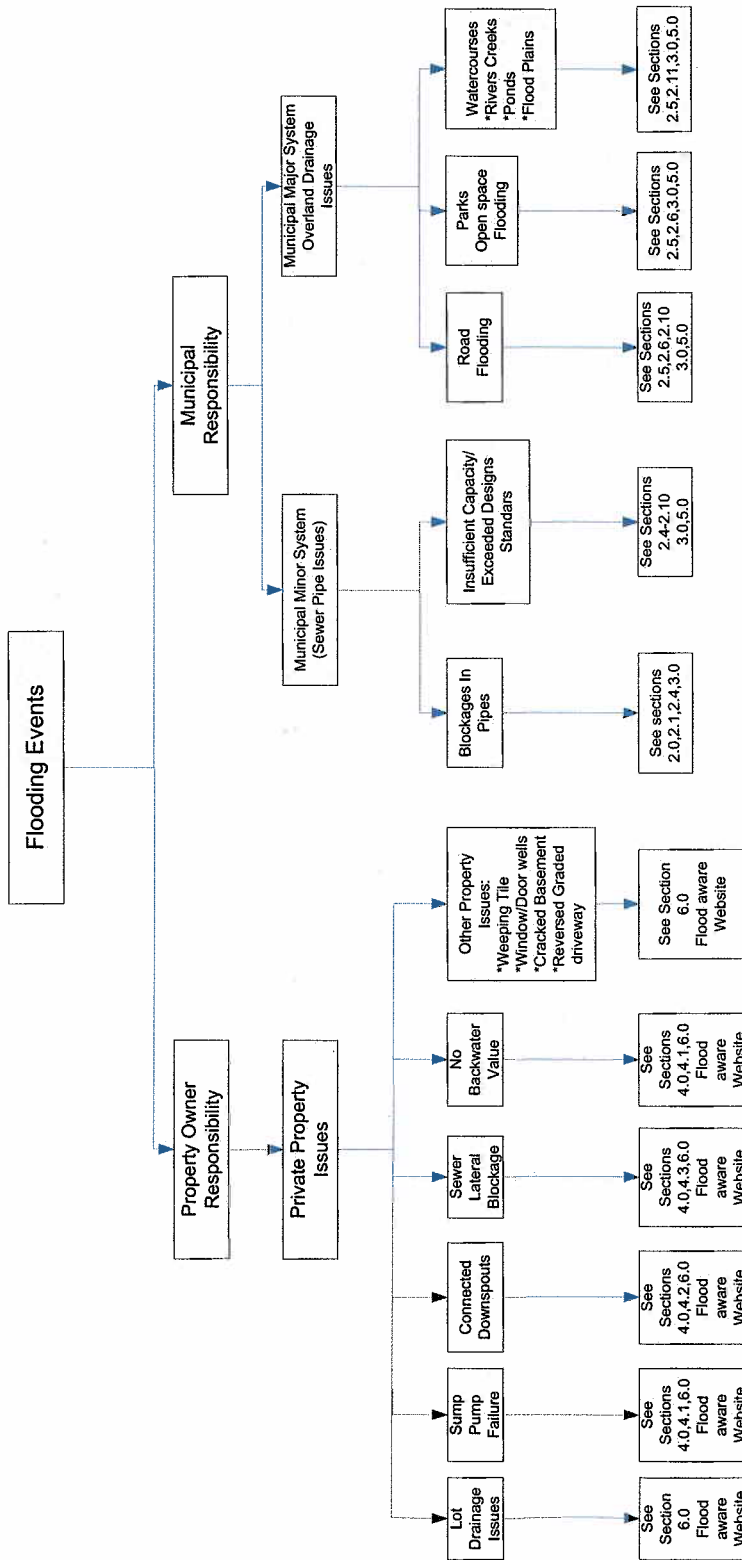 Flooding Events
Property Owner
Responsibility
Municipal
Responsibility
Private Property
Issues
Municipal Minor System
(Sewer Pipe Issues)
Municipal Major System
Overland Drainage
Issues
Lot
Drainage
Issues
Sump
Pump
Failure
Connected
Downspouts
Sewer
Lateral
Blockage
No
Backwater
Value
Other Property
Issues:
*Weeping Tile
*Window/Door wells
*Cracked Basement
*Reversed Graded
driveway
Blockages In
Pipes
Insufficient Capacity/
Exceeded Designs
Standars
Road
Flooding
Parks
Open space
Flooding
Watercourses
*Rivers Creeks
*Ponds
*Flood Plains
See
Section
6.0
Flood
aware
Website
See
Sections
4.0,4.1,6.0
Flood
aware
Website
See
Sections
4.0,4.2,6.0
Flood
aware
Website
See
Sections
4.0,4.3,6.0
Flood
aware
Website
See
Sections
4.0,4.1,6.0
Flood
aware
Website
See Section
6.0
Flood aware
Website
See sections
2.0,2.1,2.4,3.0
See Sections
2.4-2.10
3.0,5.0
See Sections
2.5,2.6,2.10
3.0,5.0
See Sections
2.5,2.6,3.0,5.0
See Sections
2.5,2.11,3.0,5.0